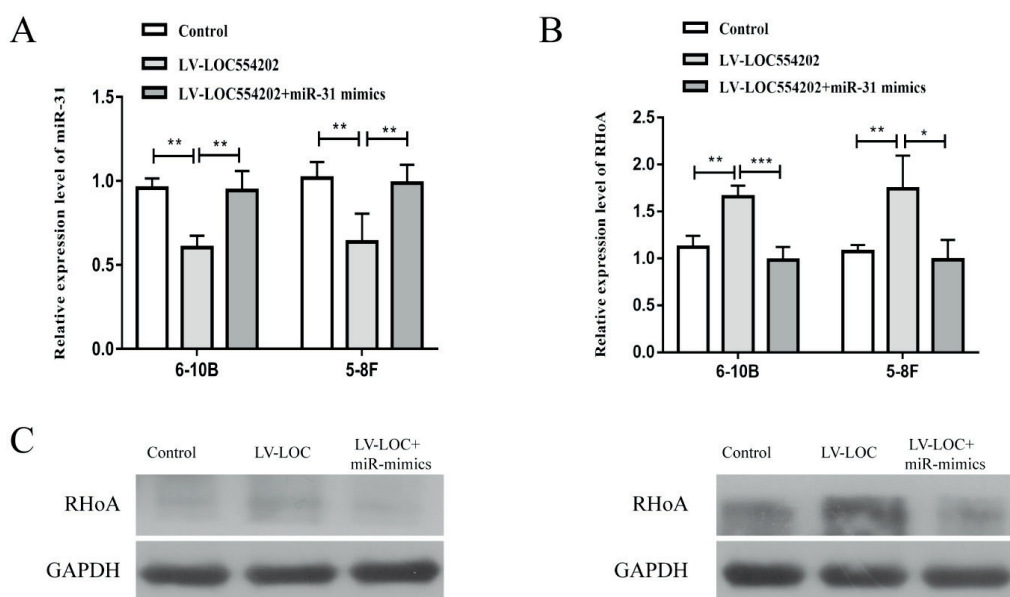 A
Control
LV-LOC554202
LV-LOC554202+miR-31 mimics
Relative expression level of miR-31
1.5
1.0
0.5
0.0
** **
** **
6-10B 5-8F
B
Control
LV-LOC554202
LV-LOC554202+miR-31 mimics
Relative expression level of RHoA
2.5
2.0
1.5
1.0
0.5
0.0
** ***
** *
6-10B 5-8F
C
Control LV-LOC LV-LOC+
miR-mimics
RHoA
GAPDH
Control LV-LOC LV-LOC+
miR-mimics
RHoA
GAPDH